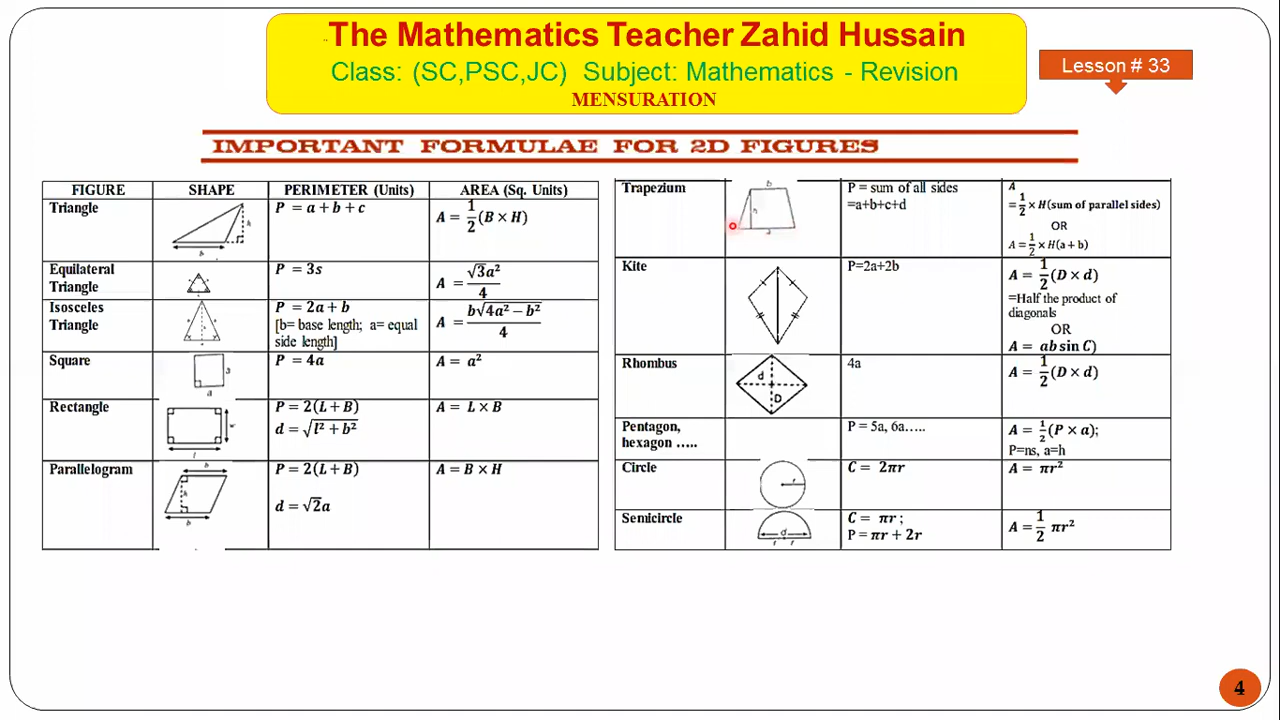 The Mathematics Teacher Zahid Hussain
Class: (SC,PSC,JC) Subject: Mathematics - Revision
MENSURATION
Lesson # 33
IMPORTANT FORMULAE FOR 2D FIGURES
FIGURE SHAPE PERIMETER (Units) AREA (Sq. Units)
Triangle h b P = a + b + c A = 1/2 (B × H)
Equilateral
Triangle
P = 3s A = √3a²/4
Isosceles
Triangle
P = 2a + b
[b= base length; a= equal
side length]
A = b√4a² − b²/4
Square a a P = 4a A = a²
Rectangle l P = 2(L + B) A = L × B
d = √l² + b²
Parallelogram b h b P = 2(L + B) A = B × H
d = √2a
Trapezium b h a P = sum of all sides
=a+b+c+d
A
= 1/2 × H(sum of parallel sides)
OR
A = 1/2 × H(a + b)
Kite P=2a+2b A = 1/2 (D × d)
=Half the product of
diagonals
OR
A = ab sin C)
Rhombus d D 4a A = 1/2 (D × d)
Pentagon,
hexagon …..
P = 5a, 6a…..
A = 1/2 (P × a);
P=ns, a=h
Circle r C = 2πr A = πr²
Semicircle d r r C = πr ;
P = πr + 2r
A = 1/2 πr²
4